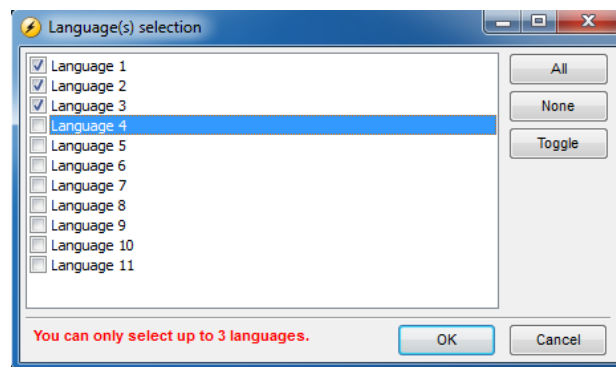 Language(s) selection
Language 1
Language 2
Language 3
Language 4
Language 5
Language 6
Language 7
Language 8
Language 9
Language 10
Language 11
All
None
Toggle
You can only select up to 3 languages.
OK
Cancel